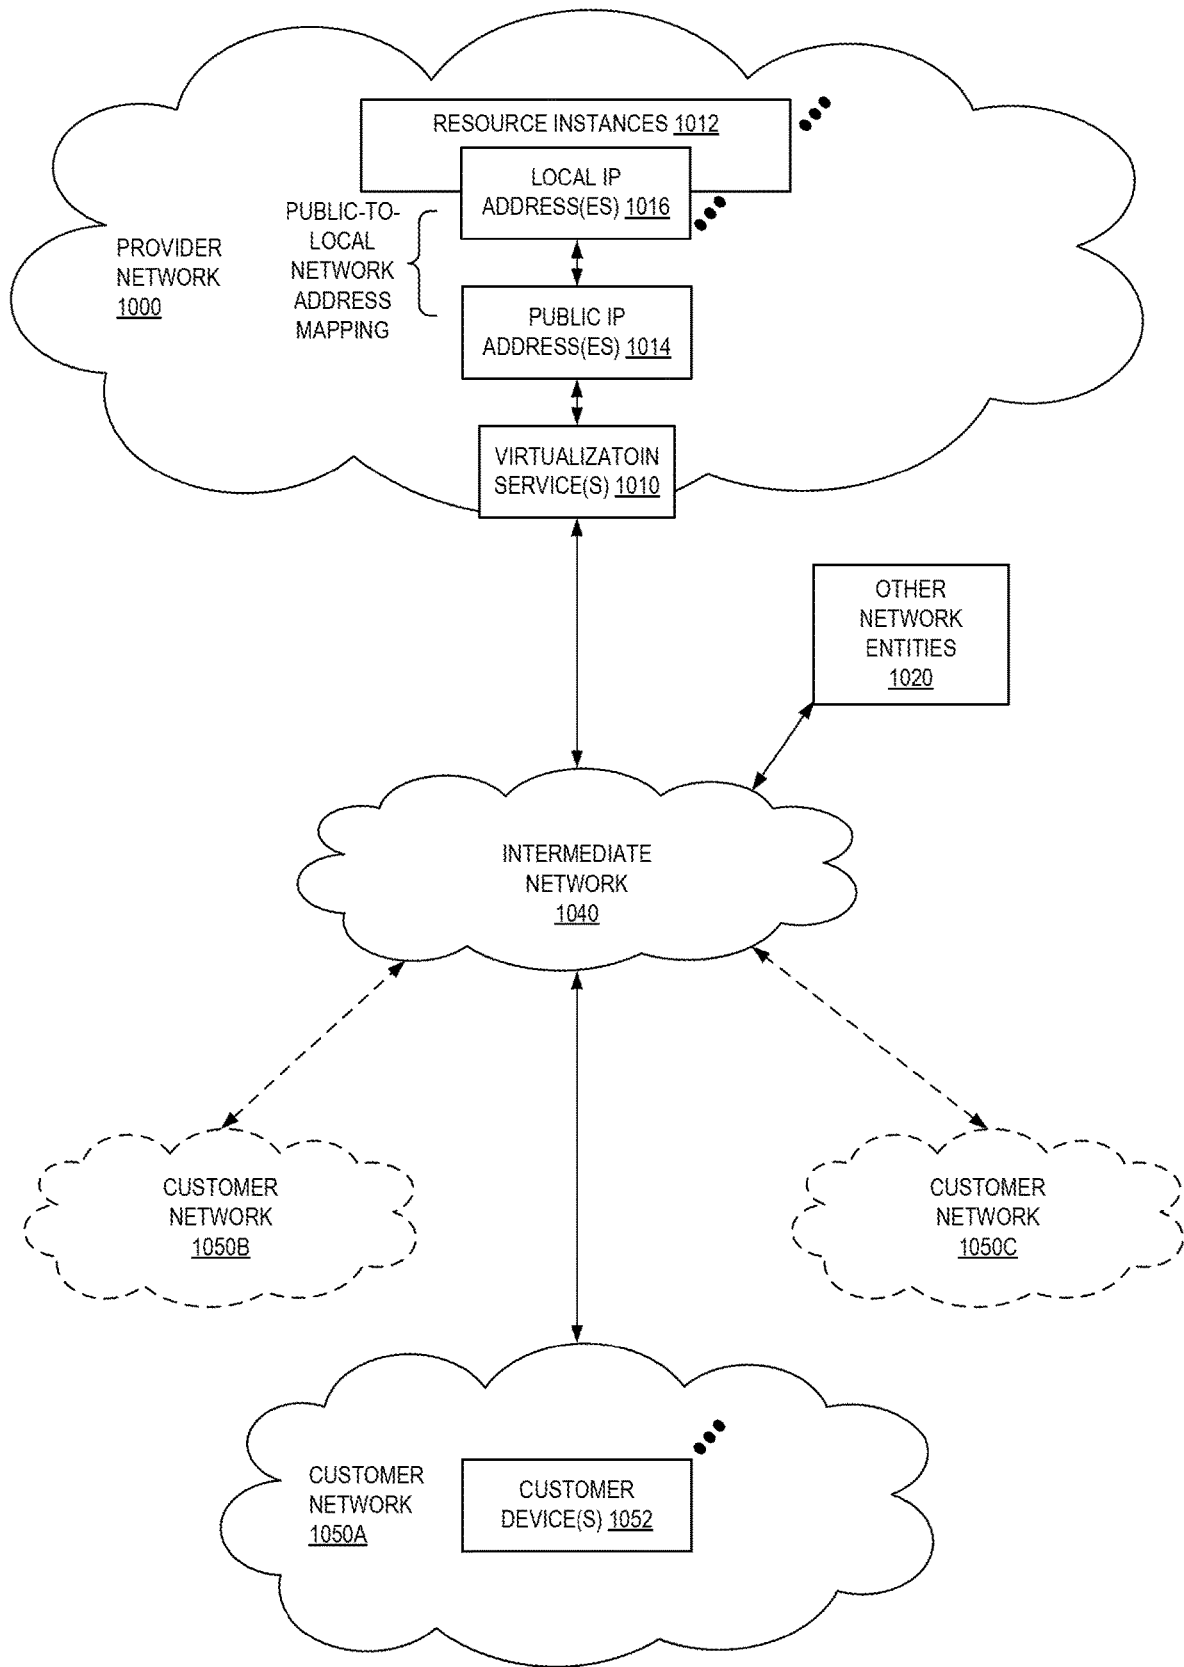 RESOURCE INSTANCES 1012
LOCAL IP
ADDRESS(ES) 1016
PUBLIC-TO-
LOCAL
NETWORK
ADDRESS
MAPPING
PROVIDER
NETWORK
1000
PUBLIC IP
ADDRESS(ES) 1014
VIRTUALIZATOIN
SERVICE(S) 1010
OTHER
NETWORK
ENTITIES
1020
INTERMEDIATE
NETWORK
1040
CUSTOMER
NETWORK
1050B
CUSTOMER
NETWORK
1050C
CUSTOMER
NETWORK
1050A
CUSTOMER
DEVICE(S) 1052